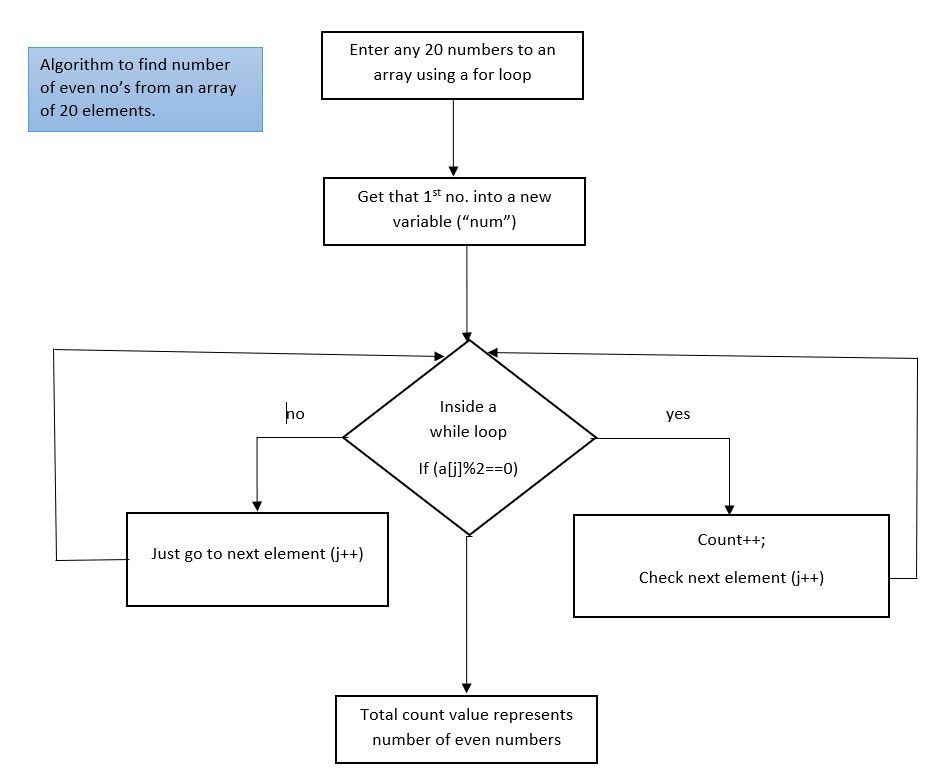 Algorithm to find number
of even no’s from an array
of 20 elements.
Enter any 20 numbers to an
array using a for loop
Get that 1st no. into a new
variable (“num”)
Inside a
while loop
If (a[j]%2==0)
no
yes
Just go to next element (j++)
Count++;
Check next element (j++)
Total count value represents
number of even numbers